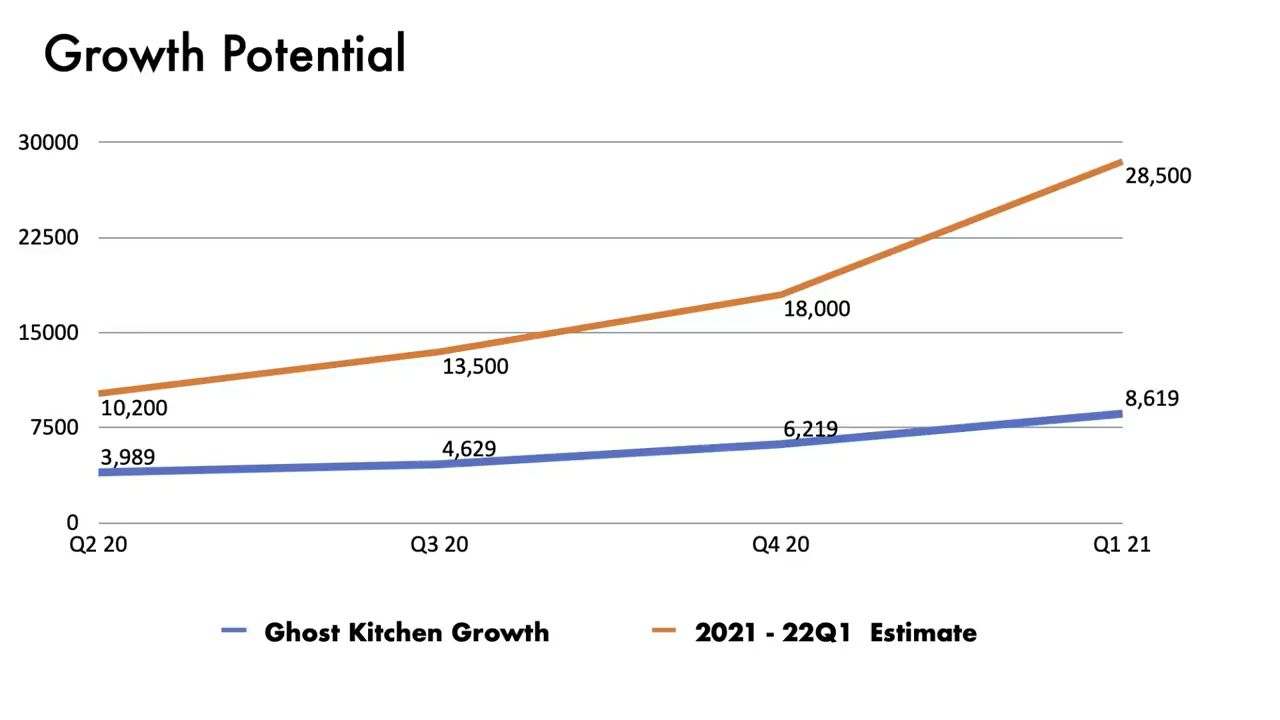 Growth Potential
30000
22500
15000
7500
0
28,500
18,000
13,500
10,200
8,619
6,219
4,629
3,989
Q2 20
Q3 20
Q4 20
Q1 21
Ghost Kitchen Growth
2021 - 22Q1 Estimate